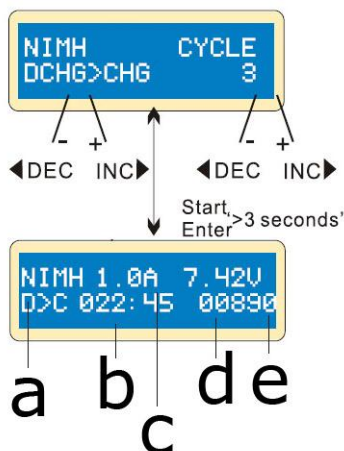 NIMH CYCLE
DCHG>CHG 3
- + - +
◀DEC INC▶ ◀DEC INC▶
Start
Enter '>3 seconds'
NIMH 1.0A 7.42V
D>C 022:45 00890
a b c d e